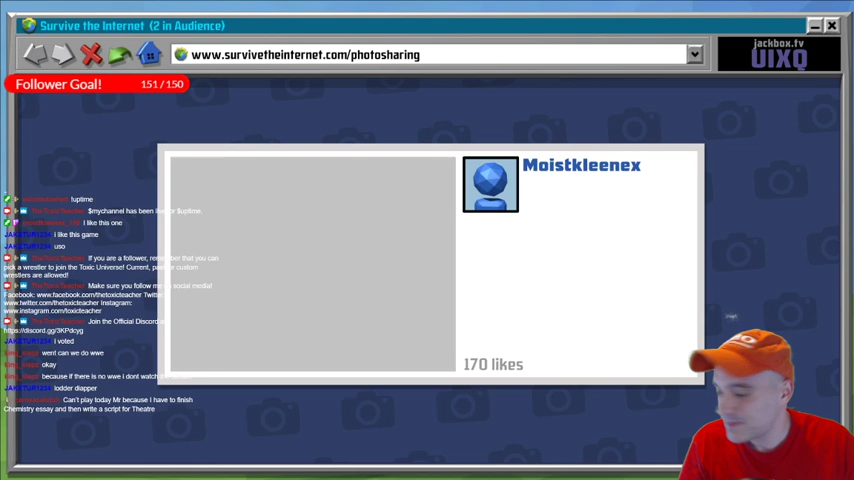 Survive the Internet (2 in Audience)
www.survivetheinternet.com/photosharing
jackbox.tv
UIXQ
Follower Goal! 151 / 150
Moistkleenex
!uptime
$mychannel has been live for $uptime.
I like this one
JAKETUR1234 I like this game
JAKETUR1234 uso
If you are a follower, remember that you can
pick a wrestler to join the Toxic Universe! Current, past or custom
wrestlers are allowed!
Make sure you follow me on social media!
Facebook: www.facebook.com/thetoxicteacher
www.twitter.com/thetoxicteacher Instagram:
www.instagram.com/toxicteacher
Join the Official Discord
https://discord.gg/3KPdcyg
JAKETUR1234 i voted
went can we do wwe
okay
because if there is no wwe i dont watch
JAKETUR1234 fodder diapper
Can't play today Mr because I have to finish
Chemistry essay and then write a script for Theatre
170 likes